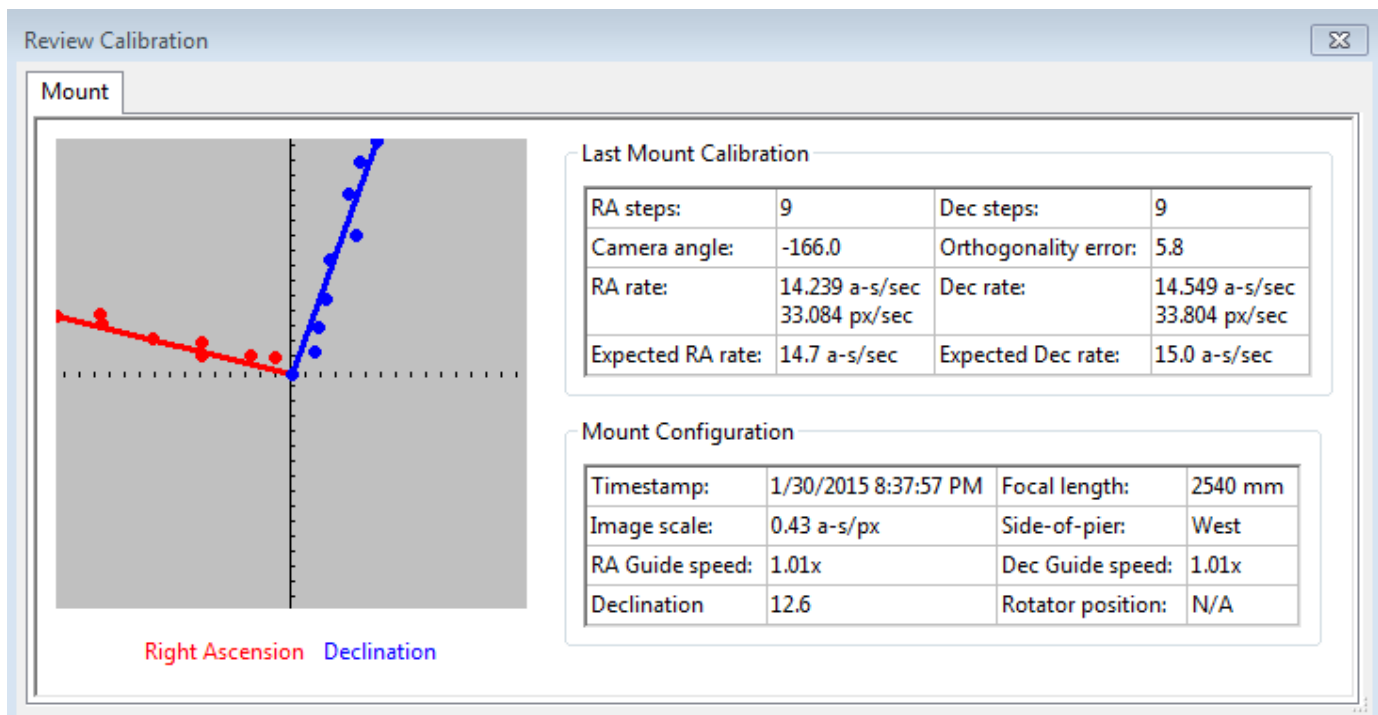 Review Calibration
Mount
Last Mount Calibration
RA steps: 9 Dec steps: 9
Camera angle: -166.0 Orthogonality error: 5.8
RA rate: 14.239 a-s/sec Dec rate: 14.549 a-s/sec
33.084 px/sec 33.804 px/sec
Expected RA rate: 14.7 a-s/sec Expected Dec rate: 15.0 a-s/sec
Mount Configuration
Timestamp: 1/30/2015 8:37:57 PM Focal length: 2540 mm
Image scale: 0.43 a-s/px Side-of-pier: West
RA Guide speed: 1.01x Dec Guide speed: 1.01x
Declination 12.6 Rotator position: N/A
Right Ascension Declination